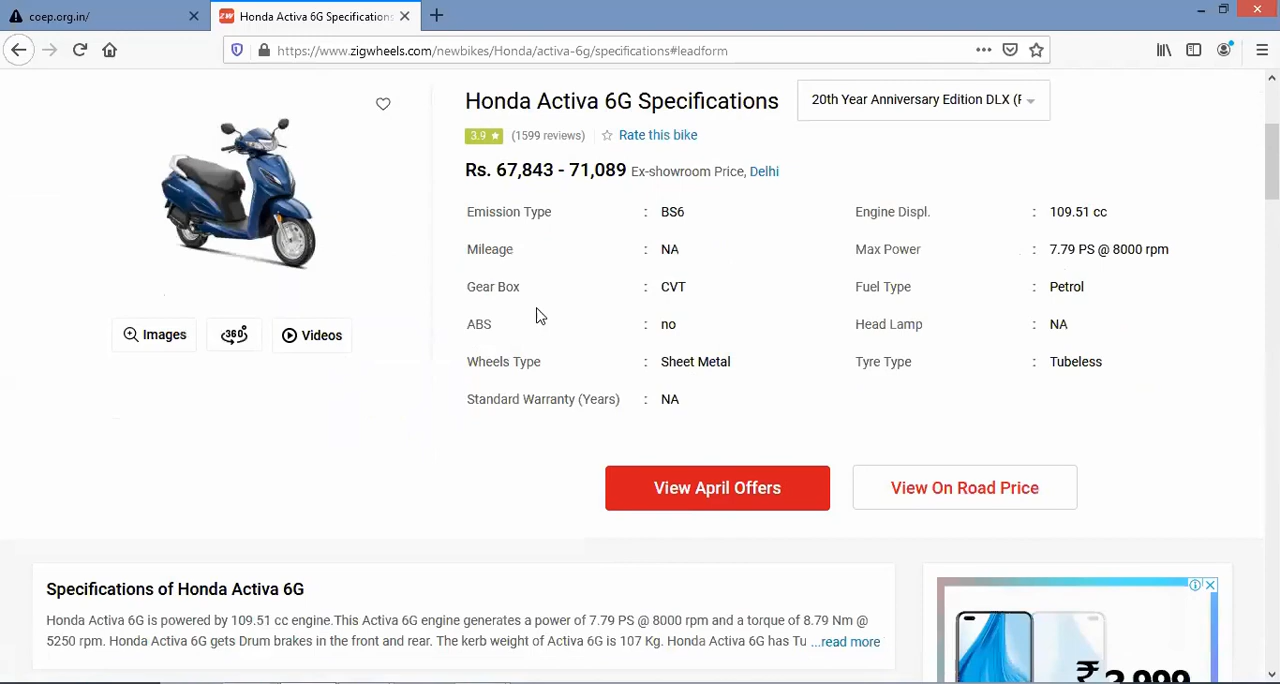 coep.org.in/
ZW Honda Activa 6G Specifications
https://www.zigwheels.com/newbikes/Honda/activa-6g/specifications#leadform
Honda Activa 6G Specifications
20th Year Anniversary Edition DLX (F
3.9 ★ (1599 reviews) ☆ Rate this bike
Rs. 67,843 - 71,089 Ex-showroom Price, Delhi
Emission Type : BS6 Engine Displ. : 109.51 cc
Mileage : NA Max Power : 7.79 PS @ 8000 rpm
Gear Box : CVT Fuel Type : Petrol
ABS : no Head Lamp : NA
Images 360° Videos
Wheels Type : Sheet Metal Tyre Type : Tubeless
Standard Warranty (Years) : NA
View April Offers View On Road Price
Specifications of Honda Activa 6G
Honda Activa 6G is powered by 109.51 cc engine.This Activa 6G engine generates a power of 7.79 PS @ 8000 rpm and a torque of 8.79 Nm @
5250 rpm. Honda Activa 6G gets Drum brakes in the front and rear. The kerb weight of Activa 6G is 107 Kg. Honda Activa 6G has Tu ...read more